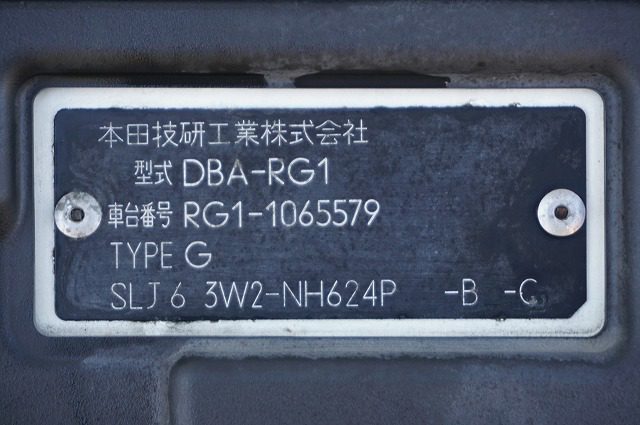 本田技研工業株式会社
型式 DBA-RG1
車台番号 RG1-1065579
TYPE G
SLJ 6 3W2-NH624P -B -C